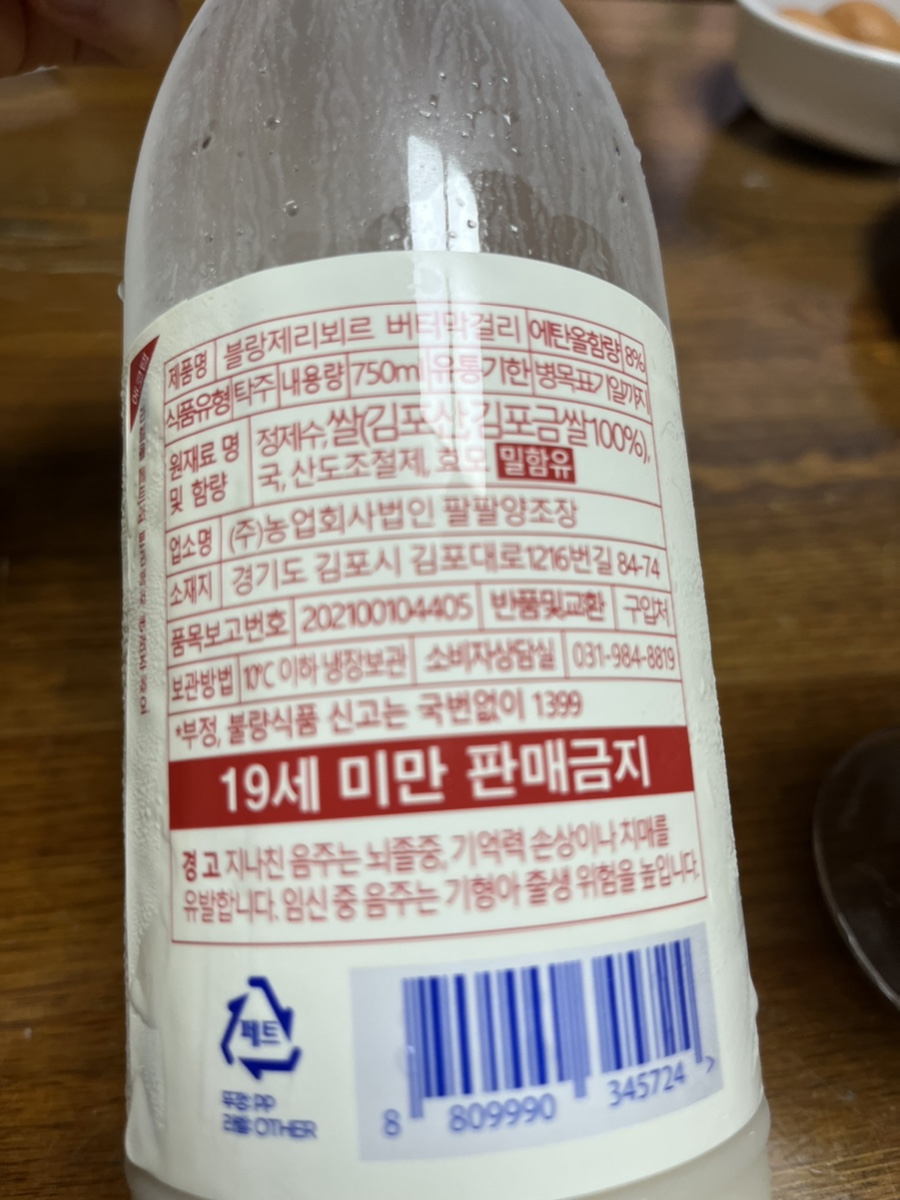 제품명 블랑제리뵈르 버터막걸리 에탄올함량 8%
식품유형 탁주 내용량 750ml 유통기한 병목표기일까지
원재료 명 및 함량 정제수, 쌀(김포산, 김포금쌀100%),
국, 산도조절제, 효모 밀함유
업소명 (주)농업회사법인 팔팔양조장
소재지 경기도 김포시 김포대로1216번길 84-74
품목보고번호 202100104405 반품및교환 구입처
보관방법 10℃ 이하 냉장보관 소비자상담실 031-984-8819
*부정, 불량식품 신고는 국번없이 1399
19세 미만 판매금지
경고 지나친 음주는 뇌졸중, 기억력 손상이나 치매를
유발합니다. 임신 중 음주는 기형아 출생 위험을 높입니다.
페트
뚜껑:PP
라벨:OTHER
8 809990 345724 >